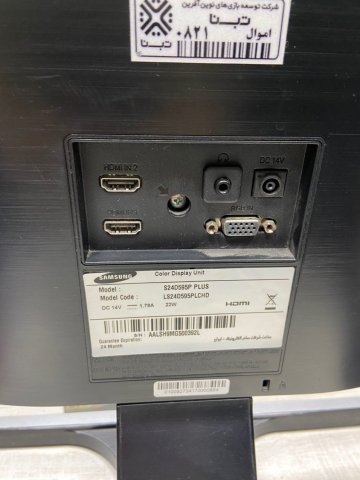 شرکت توسعه بازی‌های نوین آفرین
تبنا
اموال
تبنا
۰۸۲۱
HDMI IN 2
DC 14V
RGB IN
SAMSUNG
Color Display Unit
Model : S24D595P PLUS
Model Code : LS24D595PLCHD
DC 14V 1.79A 22W HDMI
S/N : AALSH9MG500392L
Guarantee Expiration:
24 Month